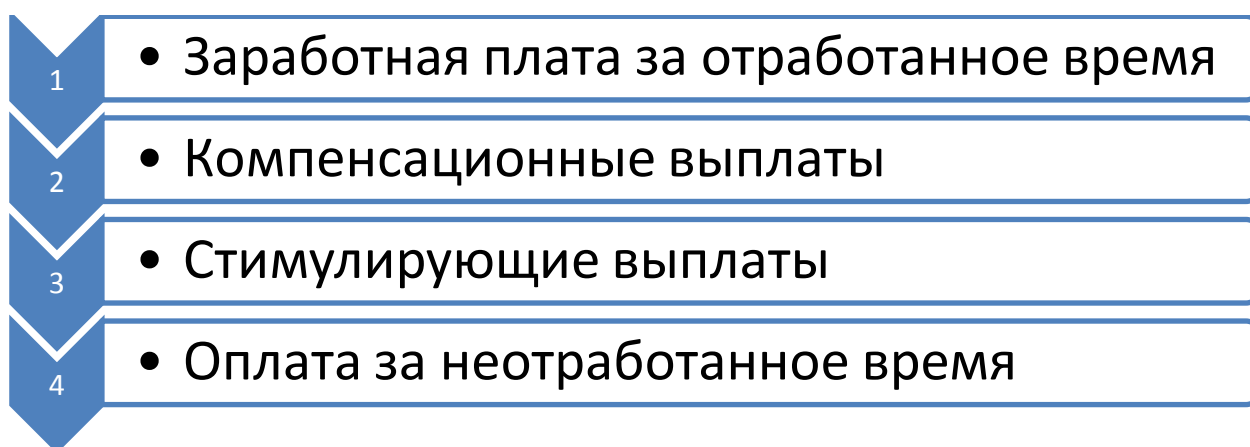 1
• Заработная плата за отработанное время
2
• Компенсационные выплаты
3
• Стимулирующие выплаты
4
• Оплата за неотработанное время